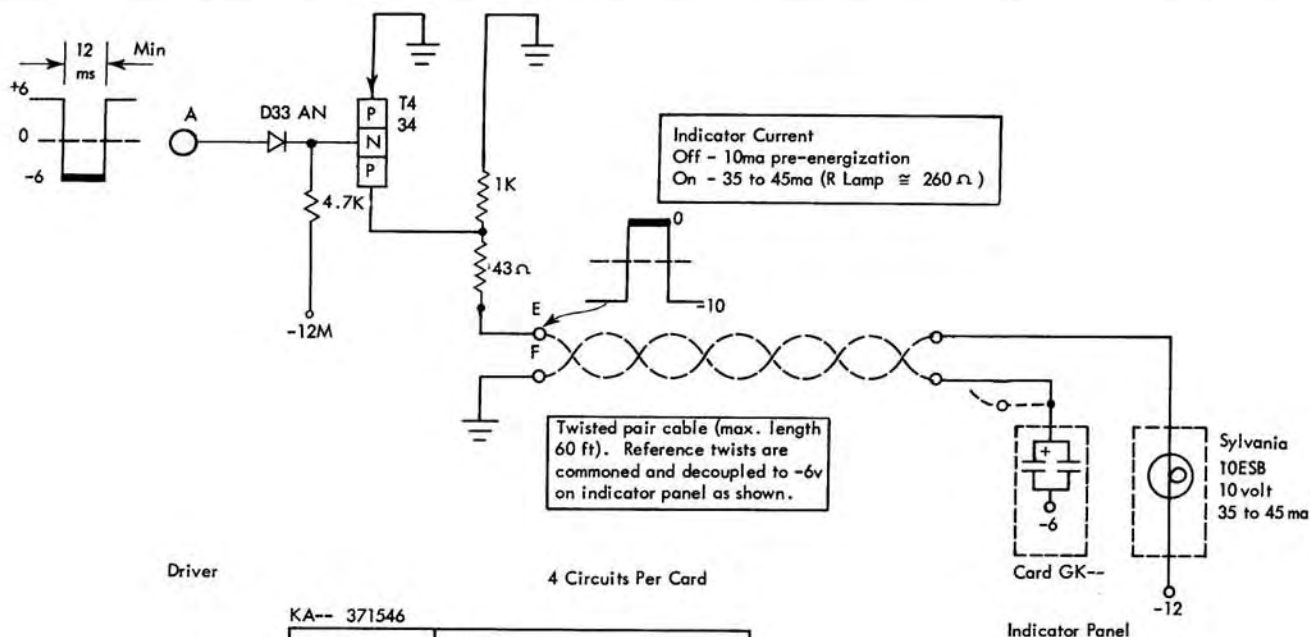 12
ms
Min
+6
0
-6
A
D33 AN
P
N
P
T4
34
4.7K
-12M
1K
43Ω
Indicator Current
Off - 10ma pre-energization
On - 35 to 45ma (R Lamp ≅ 260 Ω )
0
-10
E
F
Twisted pair cable (max. length
60 ft). Reference twists are
commoned and decoupled to -6v
on indicator panel as shown.
+
-6
Card GK--
Sylvania
10ESB
10 volt
35 to 45 ma
-12
Indicator Panel
Driver
4 Circuits Per Card
KA-- 371546